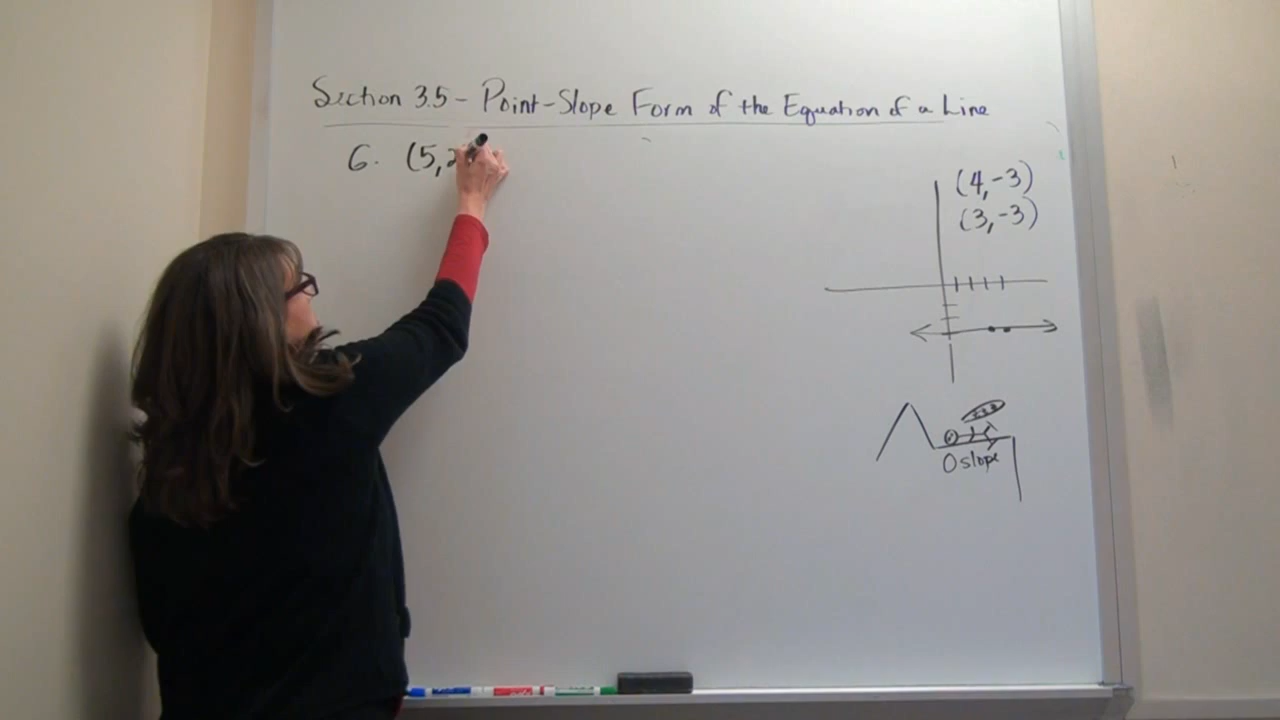 Section 3.5 - Point-Slope Form of the Equation of a Line
6. (5,2
(4,-3)
(3,-3)
0 slope